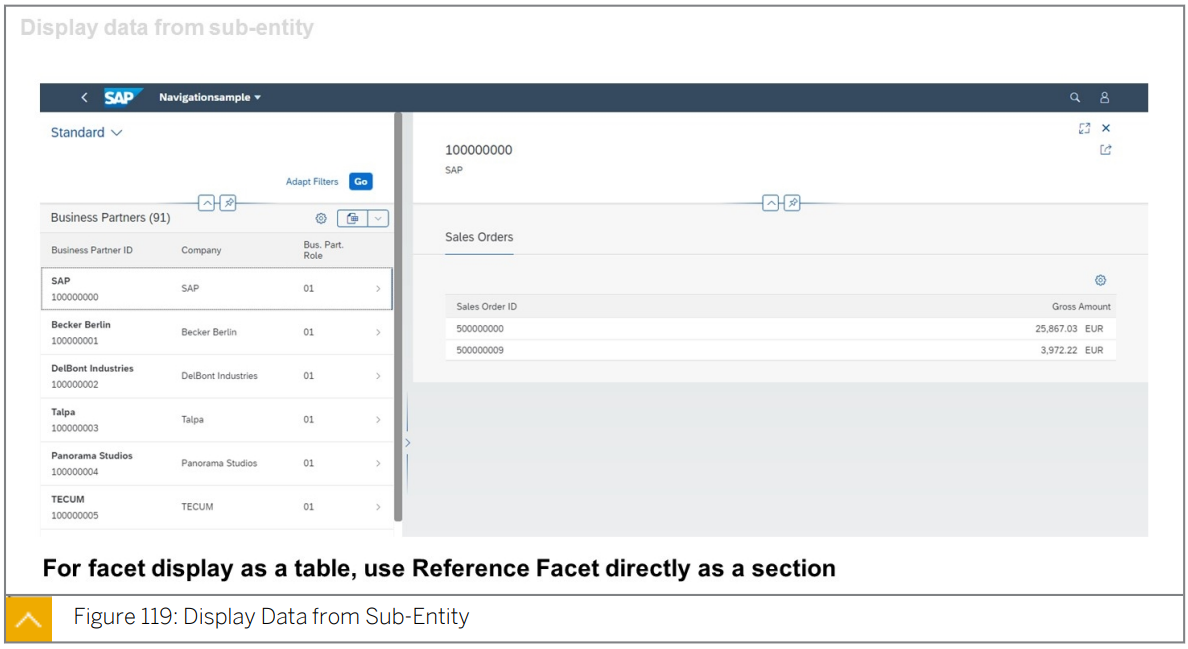 Display data from sub-entity
SAP Navigationsample
Standard
Adapt Filters Go
Business Partners (91)
Business Partner ID Company Bus. Part. Role
SAP
100000000 SAP 01
Becker Berlin
100000001 Becker Berlin 01
DelBont Industries
100000002 DelBont Industries 01
Talpa
100000003 Talpa 01
Panorama Studios
100000004 Panorama Studios 01
TECUM
100000005 TECUM 01
100000000
SAP
Sales Orders
Sales Order ID Gross Amount
500000000 25,867.03 EUR
500000009 3,972.22 EUR
For facet display as a table, use Reference Facet directly as a section
Figure 119: Display Data from Sub-Entity